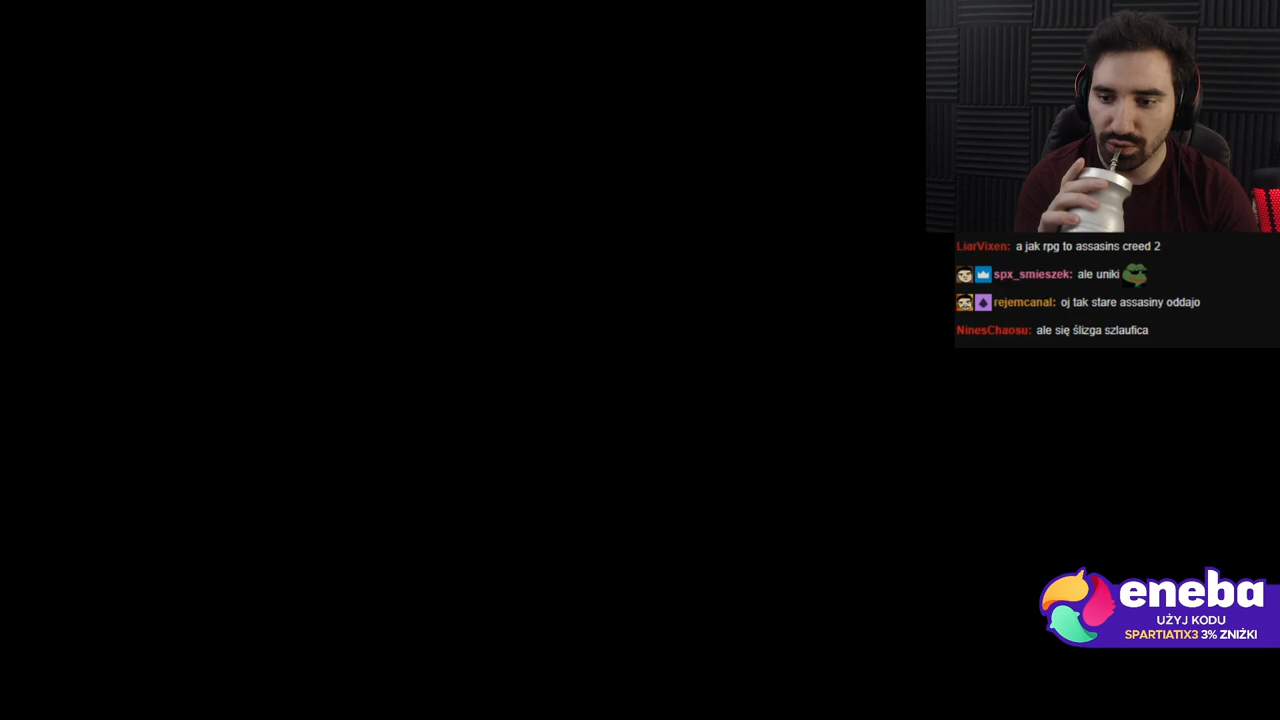 LiarVixen: a jak rpg to assasins creed 2
spx_smieszek: ale uniki
rejemcanal: oj tak stare assasiny oddajo
NinesChaosu: ale się ślizga szlaufica
eneba
UŻYJ KODU
SPARTIATIX3 3% ZNIŻKI